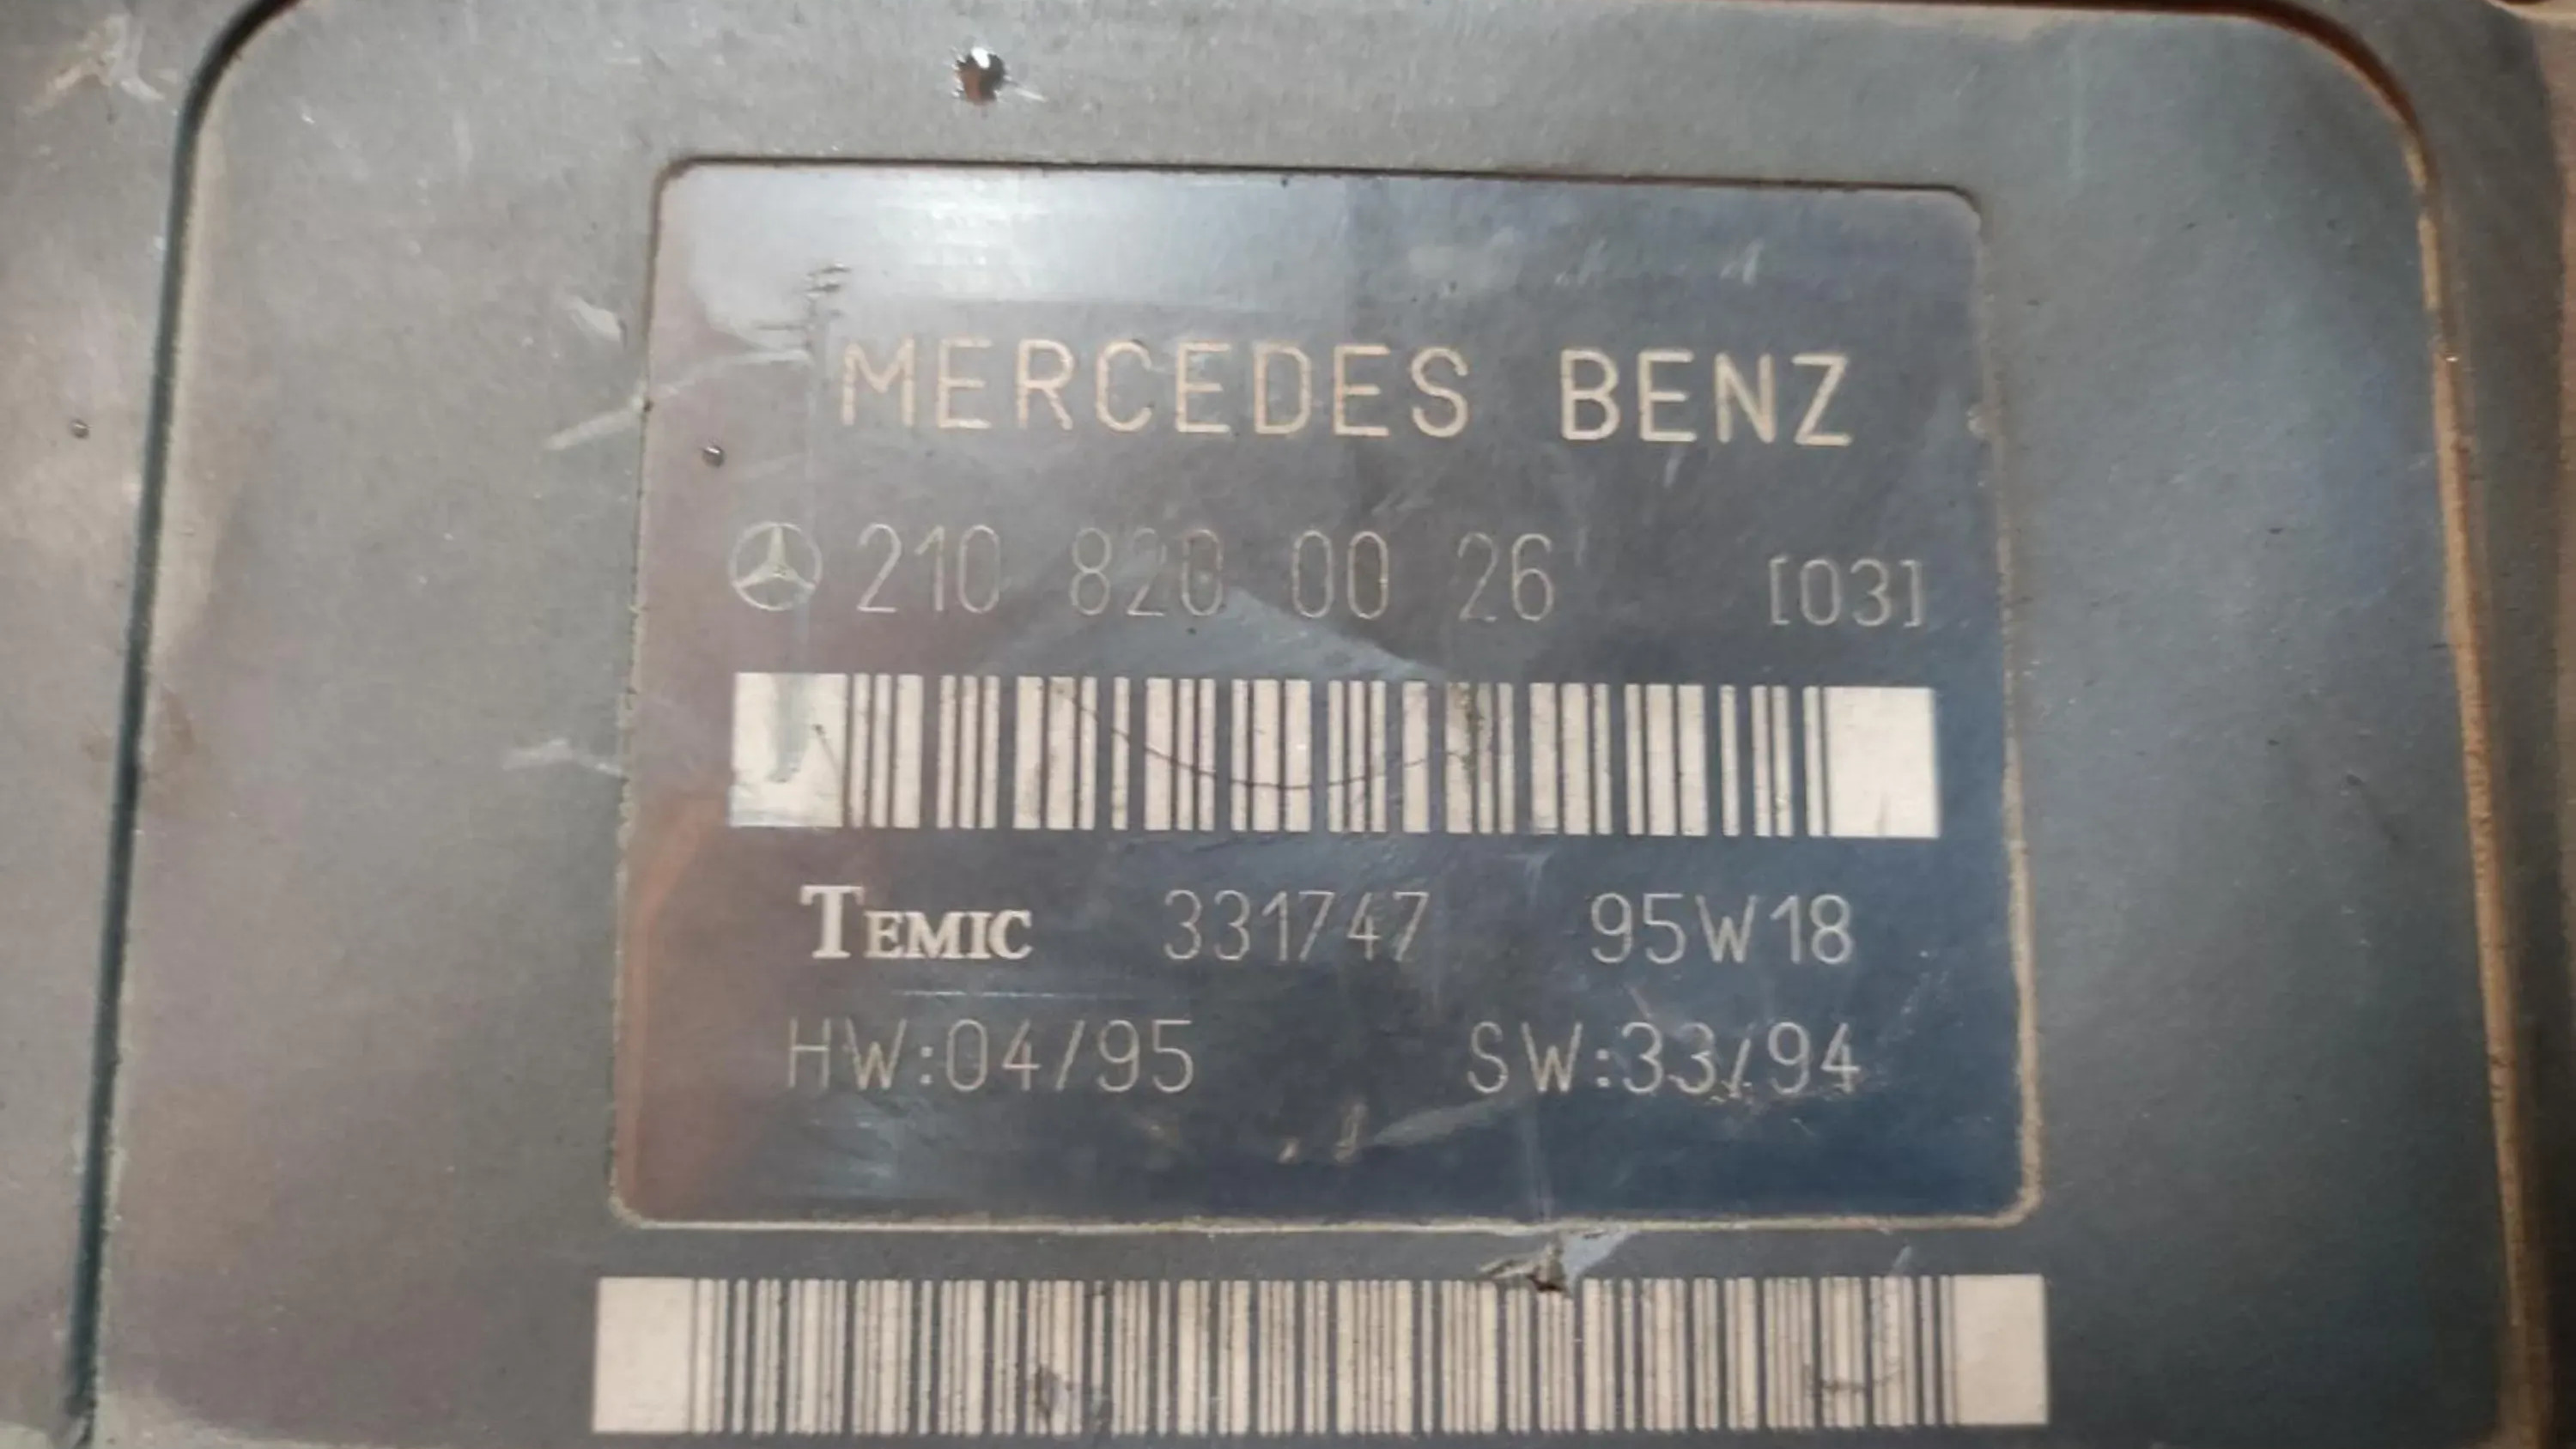 MERCEDES BENZ
210 820 00 26 [03]
TEMIC 331747 95W18
HW:04/95 SW:33/94